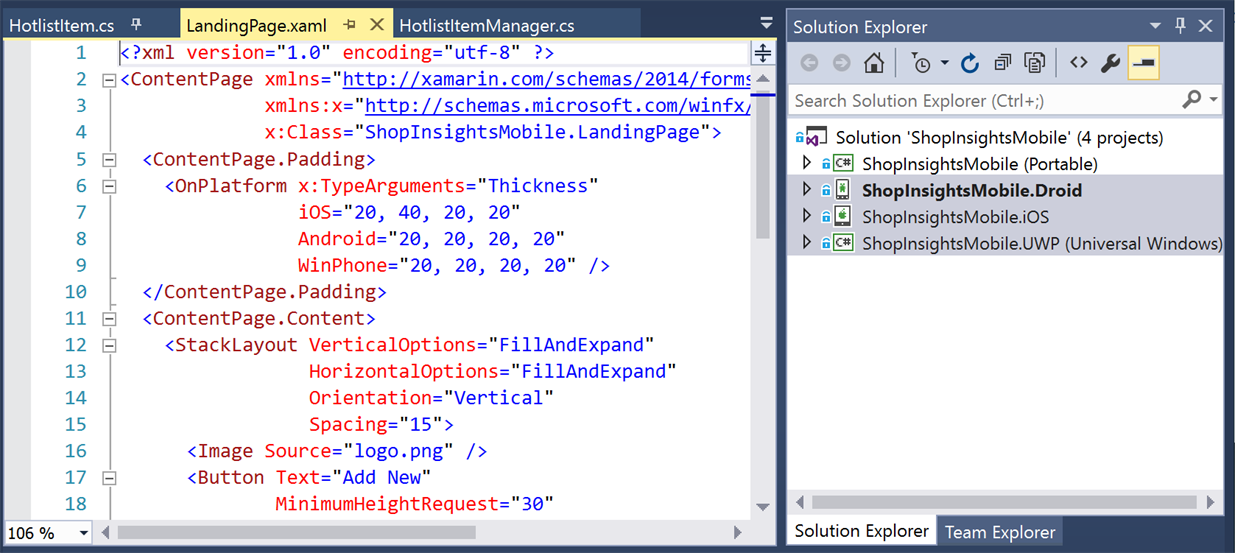 HotlistItem.cs
LandingPage.xaml
HotlistItemManager.cs
1 <?xml version="1.0" encoding="utf-8" ?>
2 <ContentPage xmlns="http://xamarin.com/schemas/2014/forms
3 xmlns:x="http://schemas.microsoft.com/winfx/
4 x:Class="ShopInsightsMobile.LandingPage">
5 <ContentPage.Padding>
6 <OnPlatform x:TypeArguments="Thickness"
7 iOS="20, 40, 20, 20"
8 Android="20, 20, 20, 20"
9 WinPhone="20, 20, 20, 20" />
10 </ContentPage.Padding>
11 <ContentPage.Content>
12 <StackLayout VerticalOptions="FillAndExpand"
13 HorizontalOptions="FillAndExpand"
14 Orientation="Vertical"
15 Spacing="15">
16 <Image Source="logo.png" />
17 <Button Text="Add New"
18 MinimumHeightRequest="30"
106 %
Solution Explorer
Search Solution Explorer (Ctrl+;)
Solution 'ShopInsightsMobile' (4 projects)
C# ShopInsightsMobile (Portable)
ShopInsightsMobile.Droid
ShopInsightsMobile.iOS
C# ShopInsightsMobile.UWP (Universal Windows)
Solution Explorer
Team Explorer